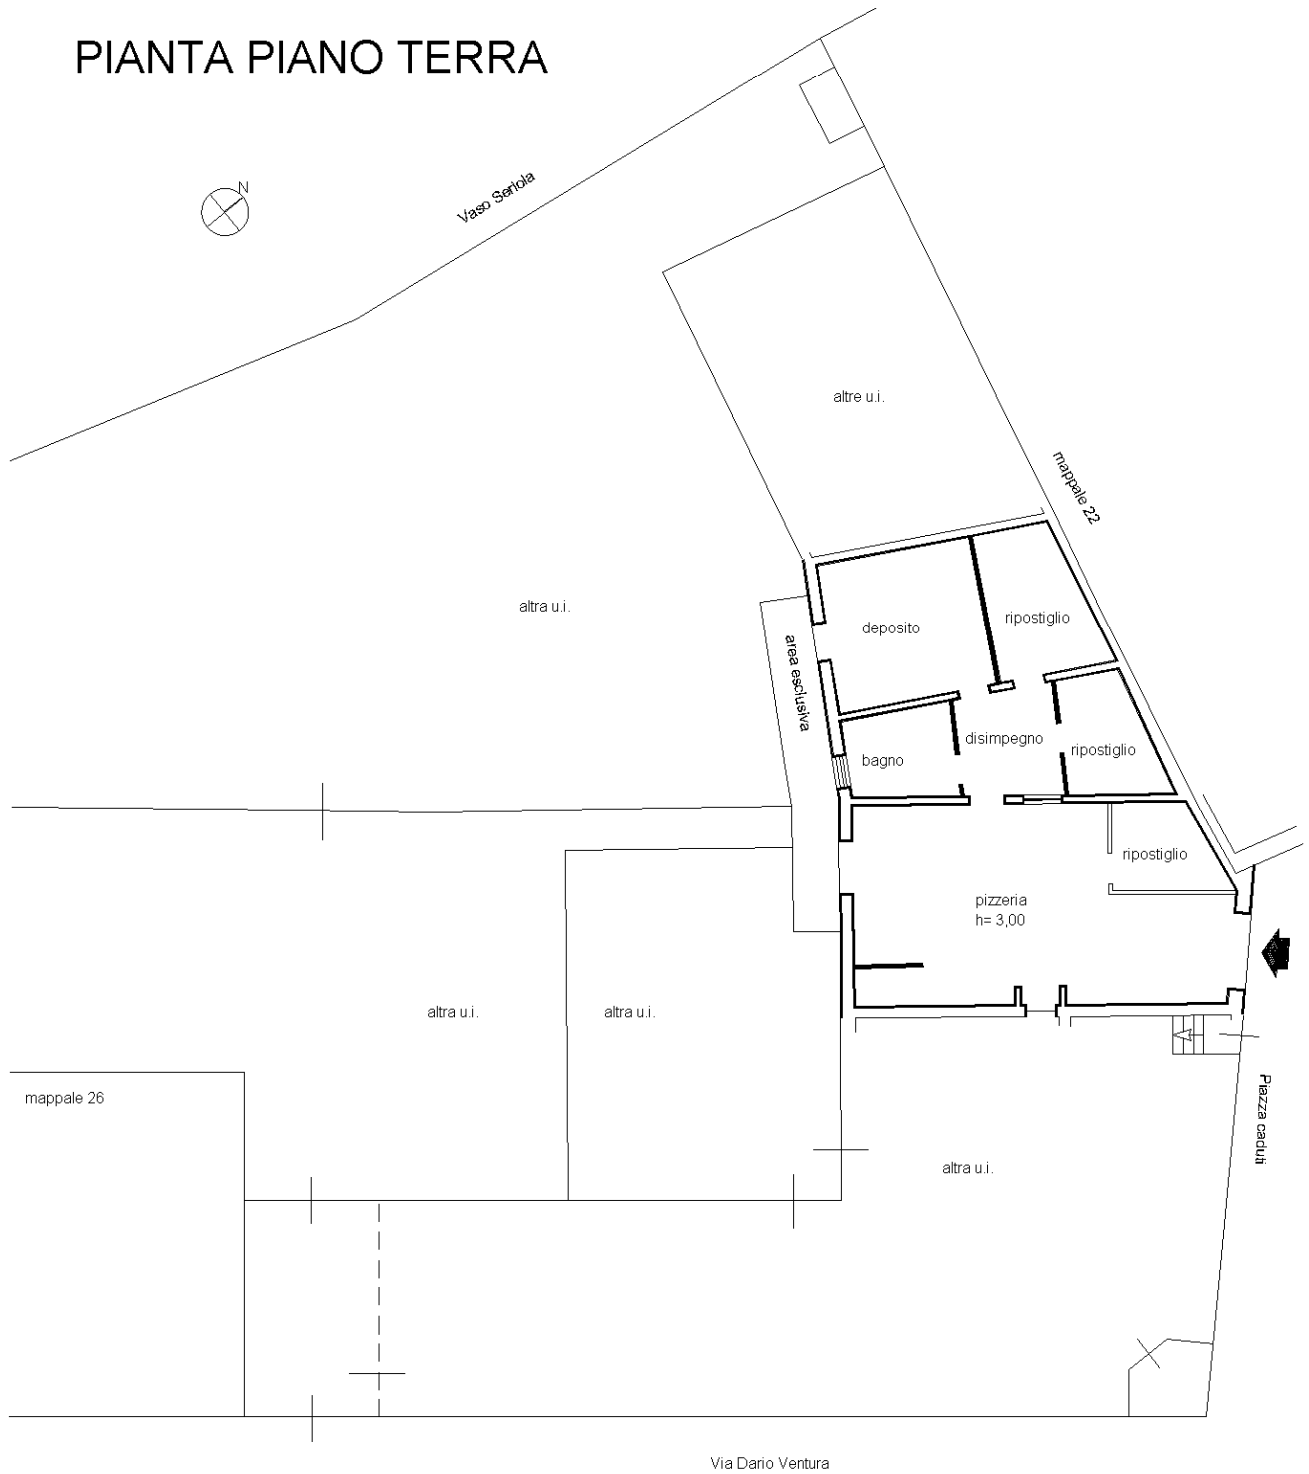 PIANTA PIANO TERRA
N
Vaso Seriola
altre u.i.
mappale 22
altra u.i.
deposito
ripostiglio
area esclusiva
disimpegno
ripostiglio
bagno
ripostiglio
pizzeria
h= 3,00
altra u.i.
altra u.i.
mappale 26
Piazza caduti
altra u.i.
Via Dario Ventura